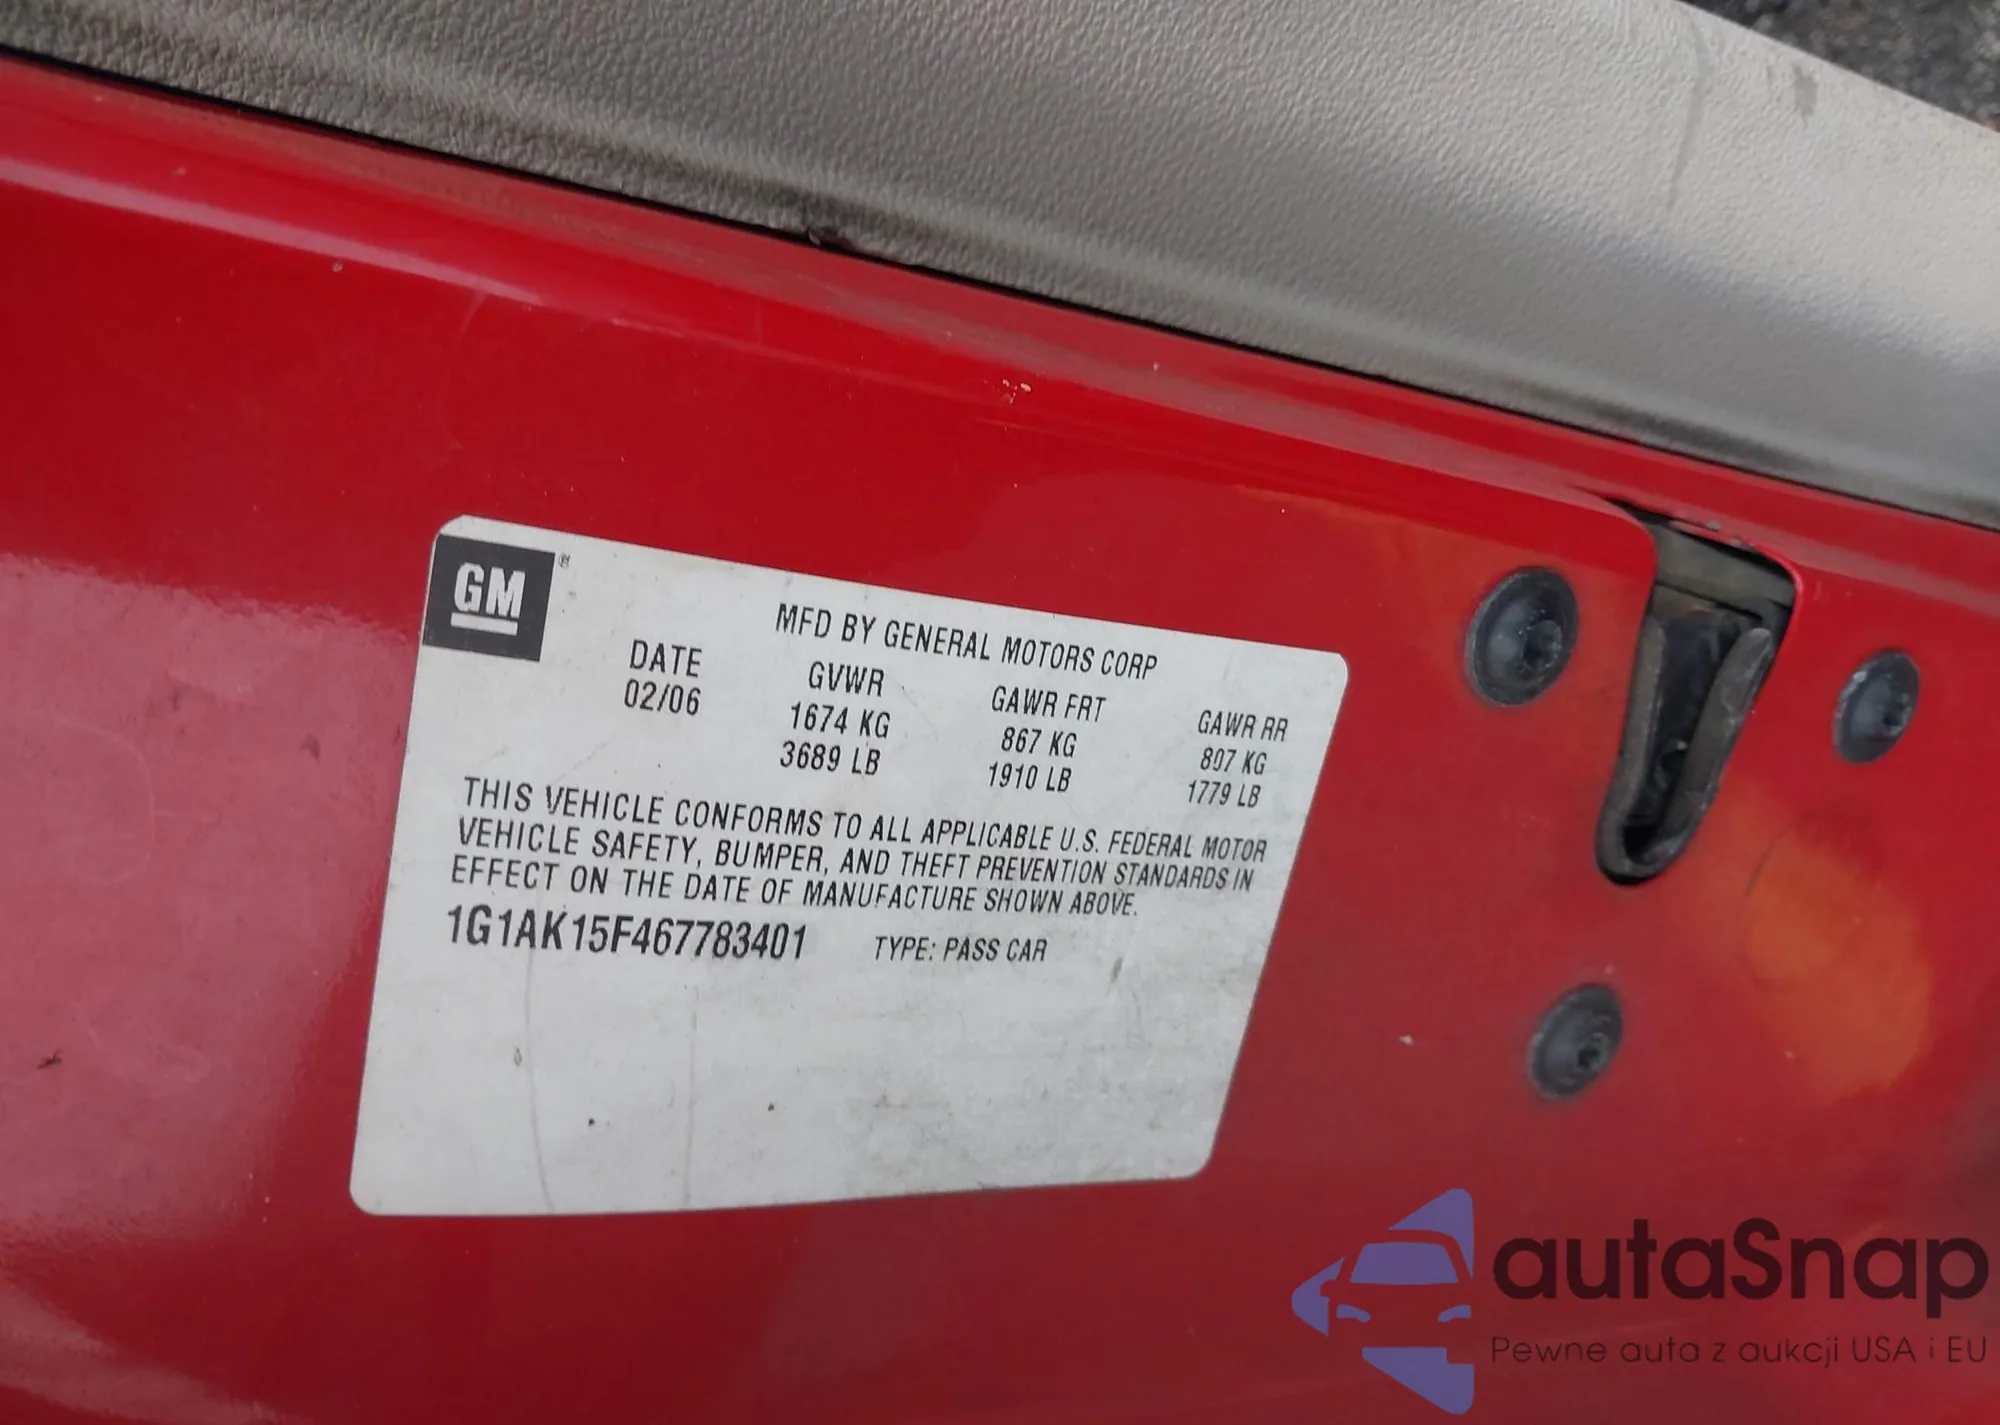 GM ®
MFD BY GENERAL MOTORS CORP
DATE GVWR GAWR FRT GAWR RR
02/06 1674 KG 867 KG 807 KG
3689 LB 1910 LB 1779 LB
THIS VEHICLE CONFORMS TO ALL APPLICABLE U.S. FEDERAL MOTOR
VEHICLE SAFETY, BUMPER, AND THEFT PREVENTION STANDARDS IN
EFFECT ON THE DATE OF MANUFACTURE SHOWN ABOVE.
1G1AK15F467783401 TYPE: PASS CAR
autaSnap
Pewne auta z aukcji USA i EU